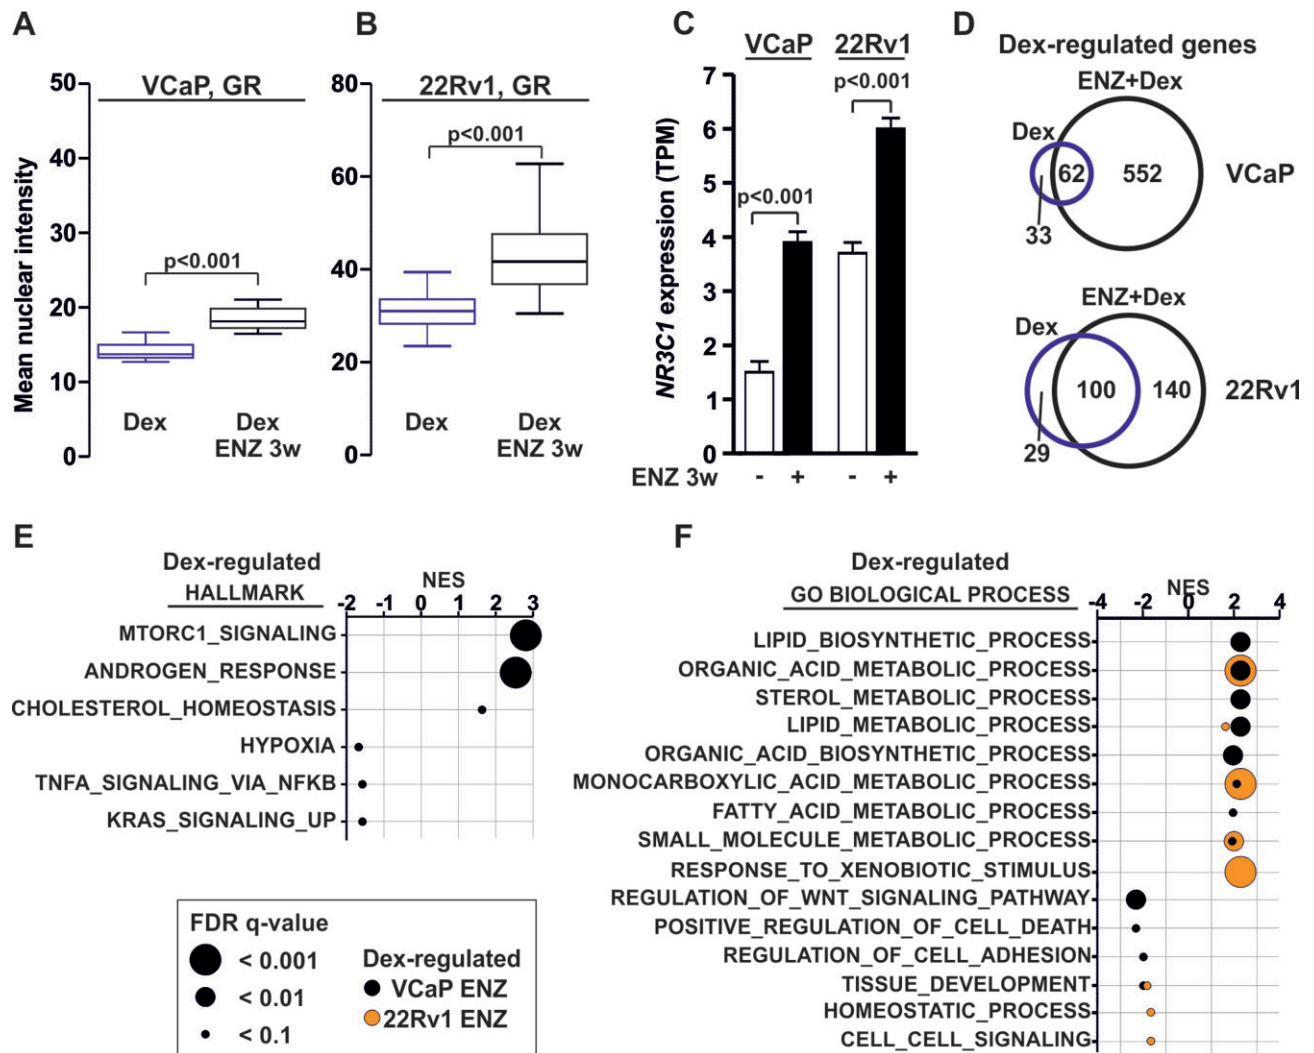 A
VCaP, GR
Mean nuclear intensity
50
40
30
20
10
0
p<0.001
Dex
Dex
ENZ 3w
B
22Rv1, GR
80
60
40
20
0
p<0.001
Dex
Dex
ENZ 3w
C
VCaP
22Rv1
NR3C1 expression (TPM)
7
6
5
4
3
2
1
0
p<0.001
p<0.001
ENZ 3w - + - +
D
Dex-regulated genes
ENZ+Dex
Dex
62
552
33
VCaP
ENZ+Dex
Dex
100
140
29
22Rv1
E
Dex-regulated
HALLMARK
NES
-2 -1 0 1 2 3
MTORC1_SIGNALING
ANDROGEN_RESPONSE
CHOLESTEROL_HOMEOSTASIS
HYPOXIA
TNFA_SIGNALING_VIA_NFKB
KRAS_SIGNALING_UP
FDR q-value
< 0.001
< 0.01
< 0.1
Dex-regulated
VCaP ENZ
22Rv1 ENZ
F
Dex-regulated
GO BIOLOGICAL PROCESS
NES
-4 -2 0 2 4
LIPID_BIOSYNTHETIC_PROCESS
ORGANIC_ACID_METABOLIC_PROCESS
STEROL_METABOLIC_PROCESS
LIPID_METABOLIC_PROCESS
ORGANIC_ACID_BIOSYNTHETIC_PROCESS
MONOCARBOXYLIC_ACID_METABOLIC_PROCESS
FATTY_ACID_METABOLIC_PROCESS
SMALL_MOLECULE_METABOLIC_PROCESS
RESPONSE_TO_XENOBIOTIC_STIMULUS
REGULATION_OF_WNT_SIGNALING_PATHWAY
POSITIVE_REGULATION_OF_CELL_DEATH
REGULATION_OF_CELL_ADHESION
TISSUE_DEVELOPMENT
HOMEOSTATIC_PROCESS
CELL_CELL_SIGNALING